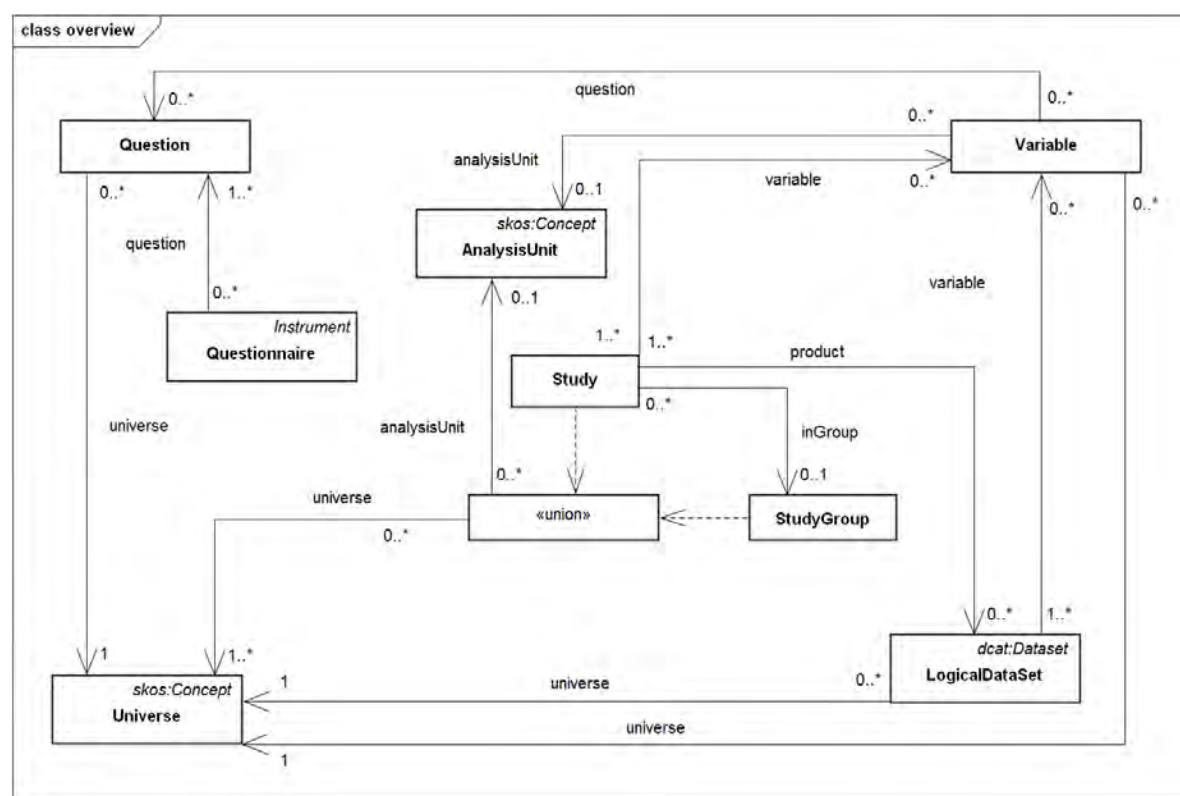 class overview
question
0..*
0..*
0..*
Question
Variable
analysisUnit
variable
0..*
0..*
1..*
0..1
0..*
0..*
skos:Concept
AnalysisUnit
question
variable
0..1
0..*
Instrument
Questionnaire
1..*
1..*
product
Study
0..*
universe
analysisUnit
inGroup
0..*
0..1
universe
«union»
StudyGroup
0..*
0..*
1..*
1
1..*
dcat:Dataset
LogicalDataSet
skos:Concept
Universe
1
universe
0..*
universe
1